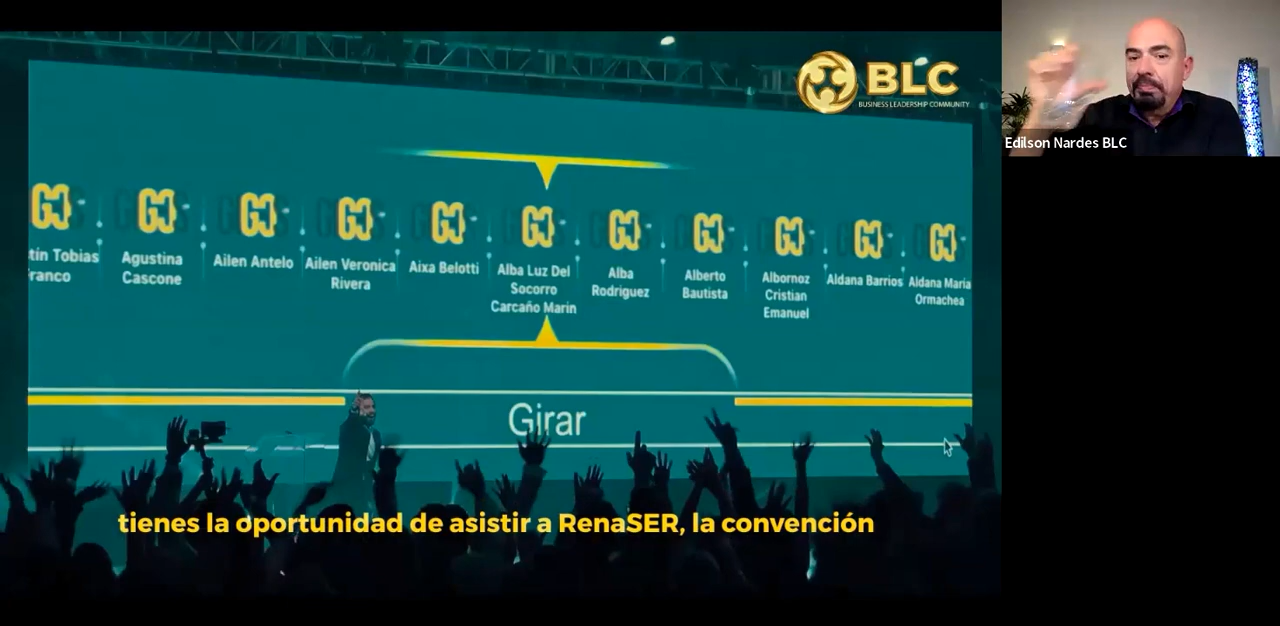 BLC
BUSINESS LEADERSHIP COMMUNITY
Edilson Nardes BLC
tín Tobias
ranco
Agustina
Cascone
Ailen Antelo
Ailen Veronica
Rivera
Aixa Belotti
Alba Luz Del
Socorro
Carcaño Marin
Alba
Rodriguez
Alberto
Bautista
Albornoz
Cristian
Emanuel
Aldana Barrios
Aldana Maria
Ormachea
Girar
tienes la oportunidad de asistir a RenaSER, la convención